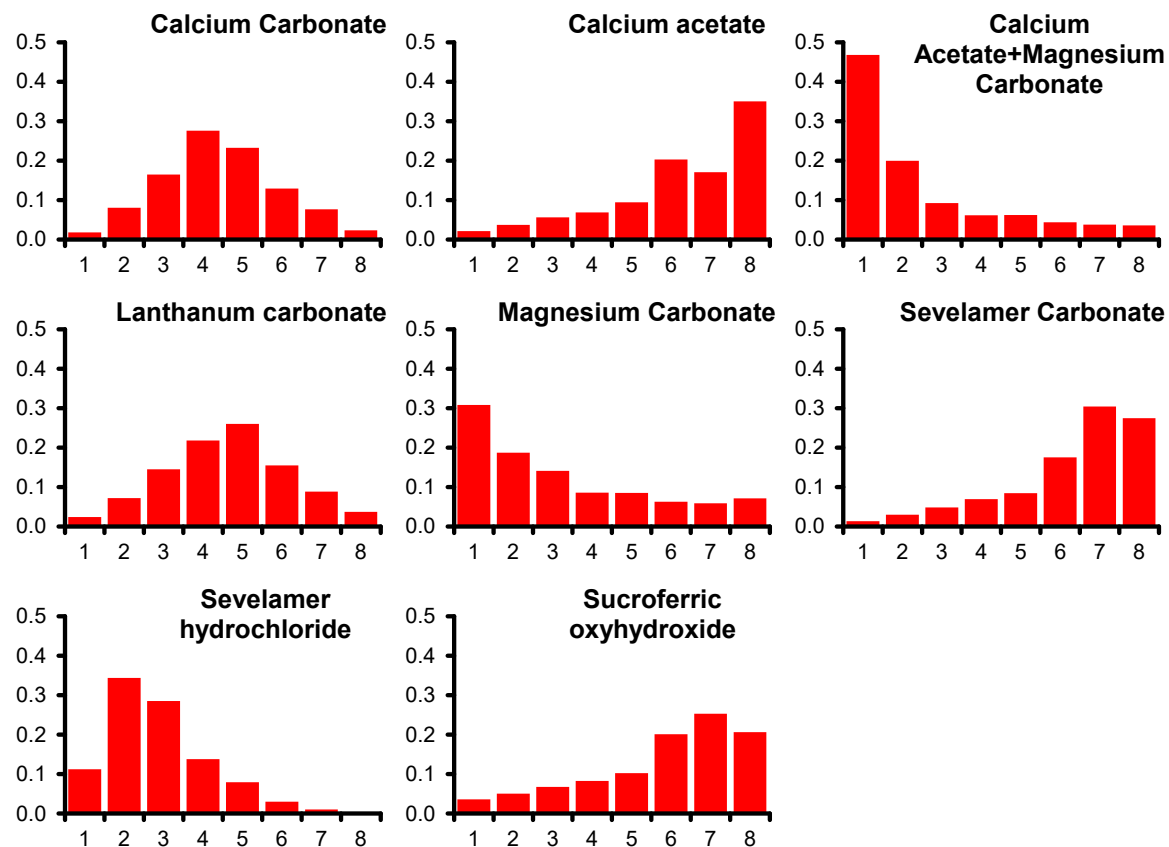 Calcium Carbonate
0.5
0.4
0.3
0.2
0.1
0.0
1 2 3 4 5 6 7 8
Calcium acetate
0.5
0.4
0.3
0.2
0.1
0.0
1 2 3 4 5 6 7 8
Calcium
Acetate+Magnesium
Carbonate
0.5
0.4
0.3
0.2
0.1
0.0
1 2 3 4 5 6 7 8
Lanthanum carbonate
0.5
0.4
0.3
0.2
0.1
0.0
1 2 3 4 5 6 7 8
Magnesium Carbonate
0.5
0.4
0.3
0.2
0.1
0.0
1 2 3 4 5 6 7 8
Sevelamer Carbonate
0.5
0.4
0.3
0.2
0.1
0.0
1 2 3 4 5 6 7 8
Sevelamer
hydrochloride
0.5
0.4
0.3
0.2
0.1
0.0
1 2 3 4 5 6 7 8
Sucroferric
oxyhydroxide
0.5
0.4
0.3
0.2
0.1
0.0
1 2 3 4 5 6 7 8